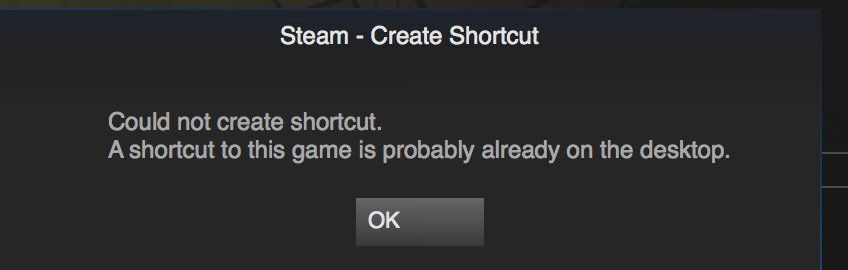 Steam - Create Shortcut
Could not create shortcut.
A shortcut to this game is probably already on the desktop.
OK